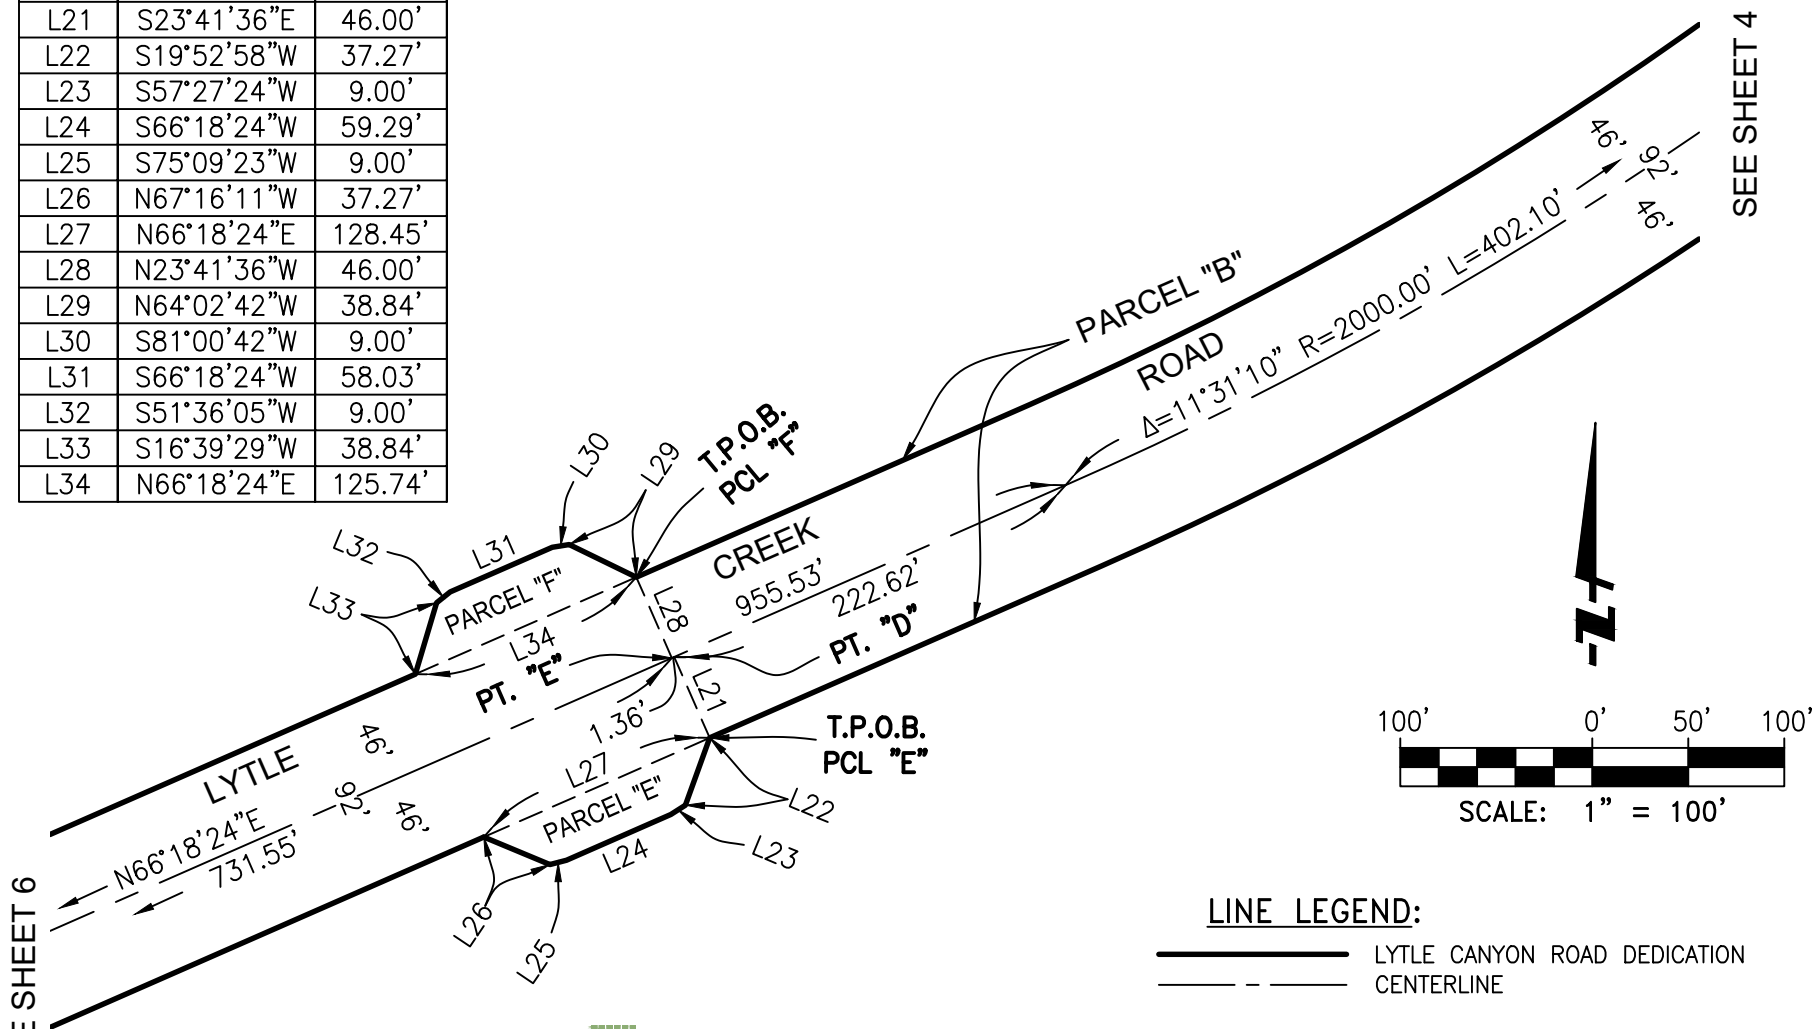 L21 S23°41'36"E 46.00'
L22 S19°52'58"W 37.27'
L23 S57°27'24"W 9.00'
L24 S66°18'24"W 59.29'
L25 S75°09'23"W 9.00'
L26 N67°16'11"W 37.27'
L27 N66°18'24"E 128.45'
L28 N23°41'36"W 46.00'
L29 N64°02'42"W 38.84'
L30 S81°00'42"W 9.00'
L31 S66°18'24"W 58.03'
L32 S51°36'05"W 9.00'
L33 S16°39'29"W 38.84'
L34 N66°18'24"E 125.74'
SEE SHEET 4
46'
92'
46'
PARCEL "B"
ROAD
Δ=11°31'10" R=2000.00' L=402.10'
T.P.O.B.
PCL "F"
L30
L29
L31
L32
L33
PARCEL "F"
L34
L28
CREEK
955.53'
222.62'
PT. "D"
PT. "E"
L21
1.36'
T.P.O.B.
PCL "E"
L27
PARCEL "E"
L22
L23
L24
L25
L26
LYTLE
46'
92'
46'
N66°18'24"E
731.55'
E SHEET 6
100' 0' 50' 100'
SCALE: 1" = 100'
LINE LEGEND:
LYTLE CANYON ROAD DEDICATION
CENTERLINE